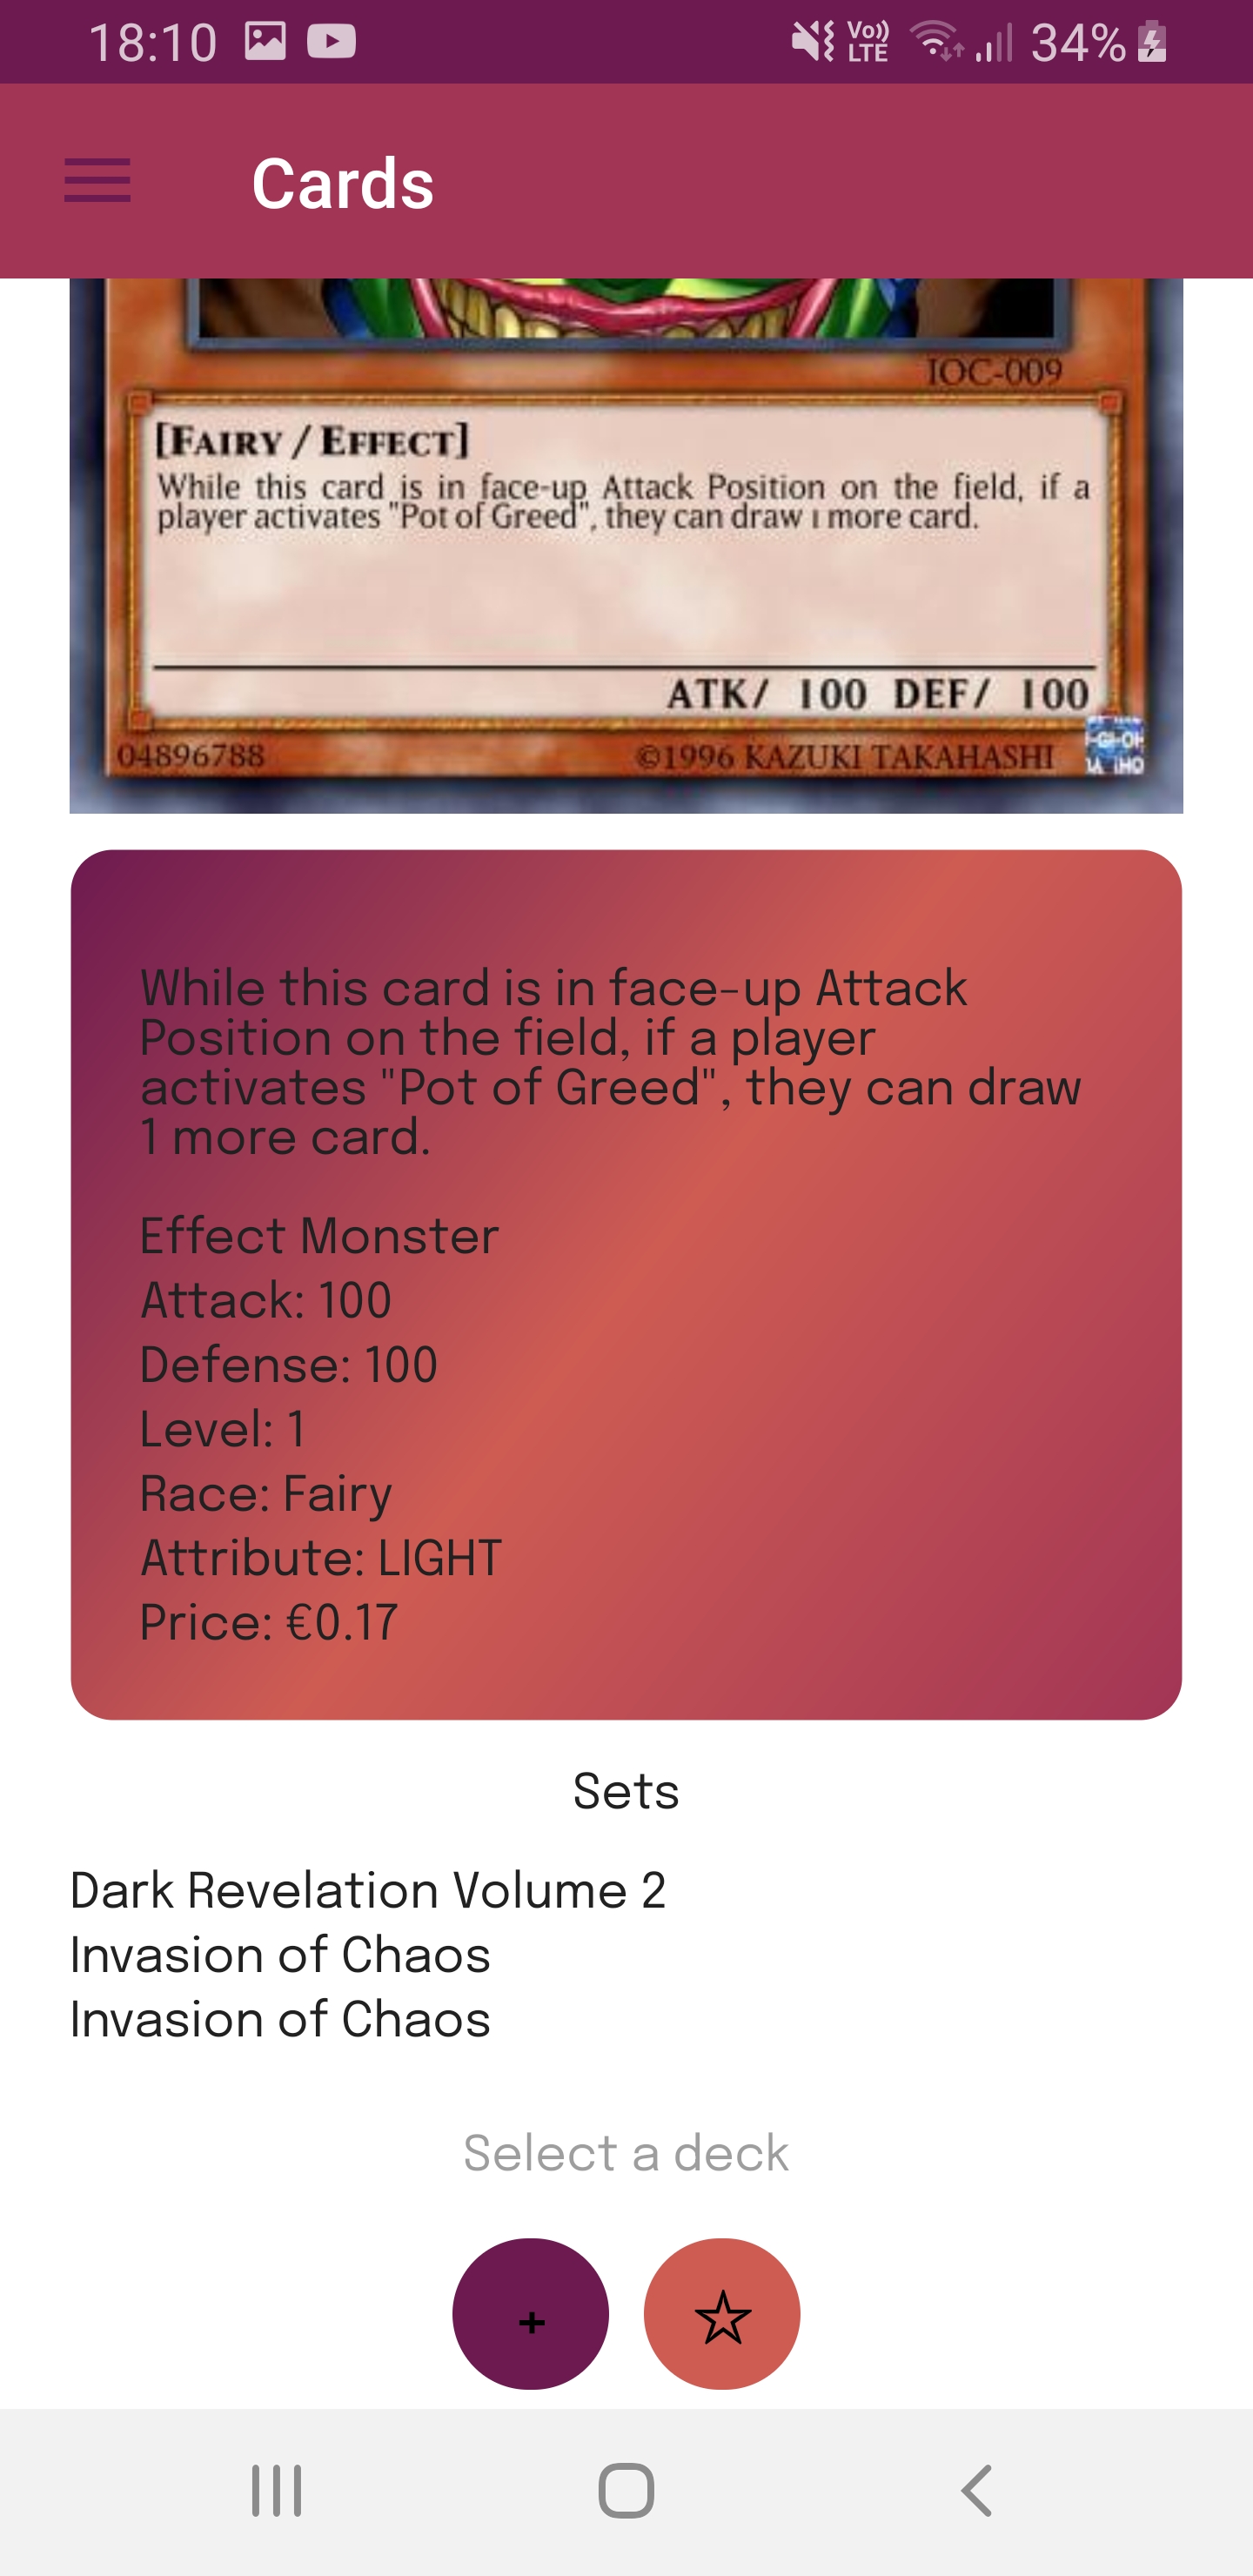 18:10 Vo)) LTE 34%
Cards
IOC-009
[FAIRY / EFFECT]
While this card is in face-up Attack Position on the field, if a
player activates "Pot of Greed", they can draw 1 more card.
ATK/ 100 DEF/ 100
04896788 ©1996 KAZUKI TAKAHASHI
While this card is in face-up Attack
Position on the field, if a player
activates "Pot of Greed", they can draw
1 more card.
Effect Monster
Attack: 100
Defense: 100
Level: 1
Race: Fairy
Attribute: LIGHT
Price: €0.17
Sets
Dark Revelation Volume 2
Invasion of Chaos
Invasion of Chaos
Select a deck
+